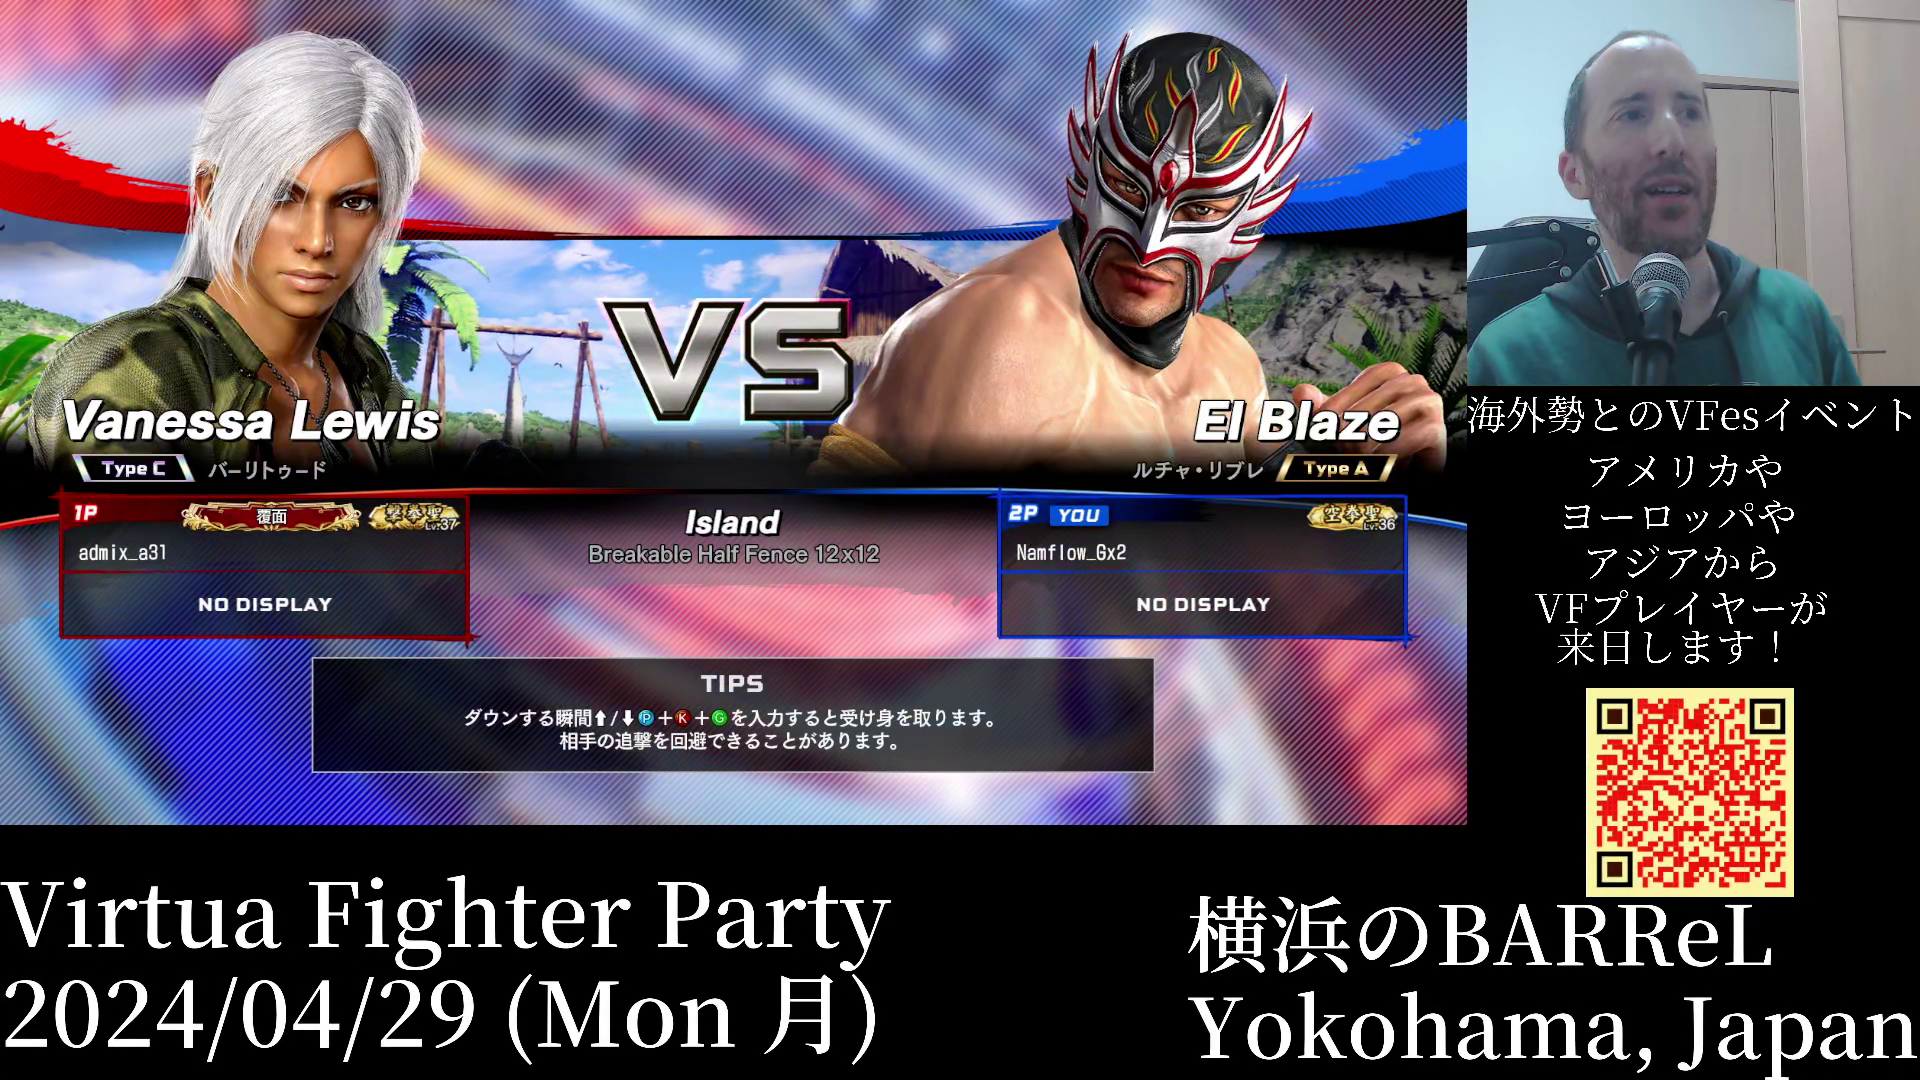 VS
Vanessa Lewis
Type C バーリトゥード
El Blaze
ルチャ・リブレ Type A
1P 覆面 撃拳聖 Lv.37
admix_a31
NO DISPLAY
Island
Breakable Half Fence 12x12
2P YOU 空拳聖 Lv.36
Namflow_Gx2
NO DISPLAY
TIPS
ダウンする瞬間⬆/⬇P+K+Gを入力すると受け身を取ります。
相手の追撃を回避できることがあります。
海外勢とのVFesイベント
アメリカや
ヨーロッパや
アジアから
VFプレイヤーが
来日します！
Virtua Fighter Party
2024/04/29 (Mon 月)
横浜のBARReL
Yokohama, Japan